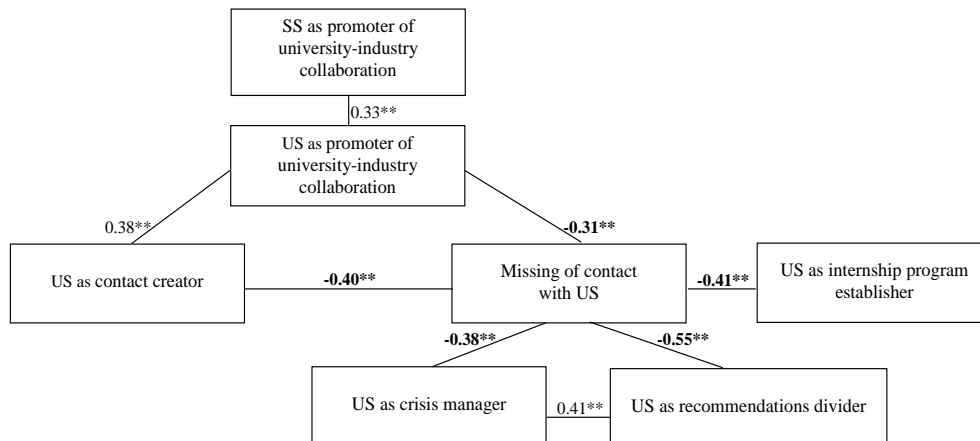 SS as promoter of
university-industry
collaboration
0.33**
US as promoter of
university-industry
collaboration
0.38**
-0.31**
US as contact creator
-0.40**
Missing of contact
with US
-0.41**
US as internship program
establisher
-0.38**
-0.55**
US as crisis manager
0.41**
US as recommendations divider